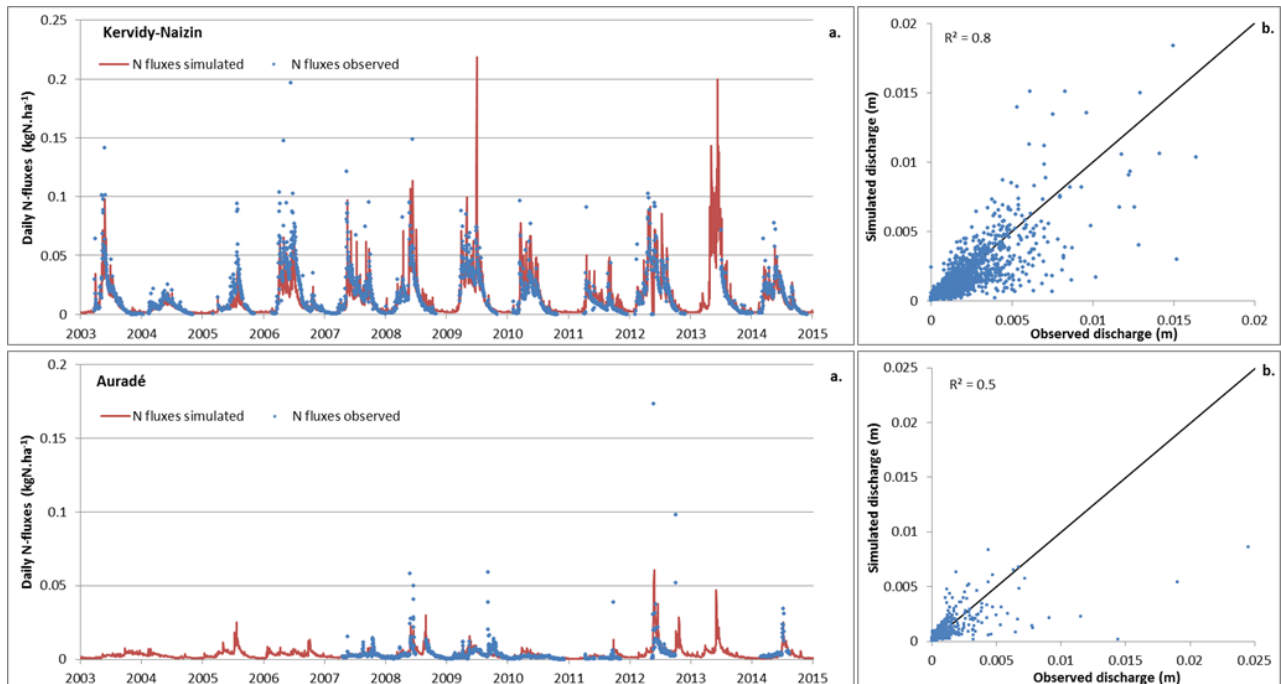 Kervidy-Naizin
a.
N fluxes simulated
N fluxes observed
Daily N-fluxes (kgN.ha⁻¹)
0.25
0.2
0.15
0.1
0.05
0
2003 2004 2005 2006 2007 2008 2009 2010 2011 2012 2013 2014 2015
b.
R² = 0.8
Simulated discharge (m)
0.02
0.015
0.01
0.005
0
0 0.005 0.01 0.015 0.02
Observed discharge (m)
Auradé
a.
N fluxes simulated
N fluxes observed
Daily N-fluxes (kgN.ha⁻¹)
0.2
0.15
0.1
0.05
0
2003 2004 2005 2006 2007 2008 2009 2010 2011 2012 2013 2014 2015
b.
R² = 0.5
Simulated discharge (m)
0.025
0.02
0.015
0.01
0.005
0
0 0.005 0.01 0.015 0.02 0.025
Observed discharge (m)